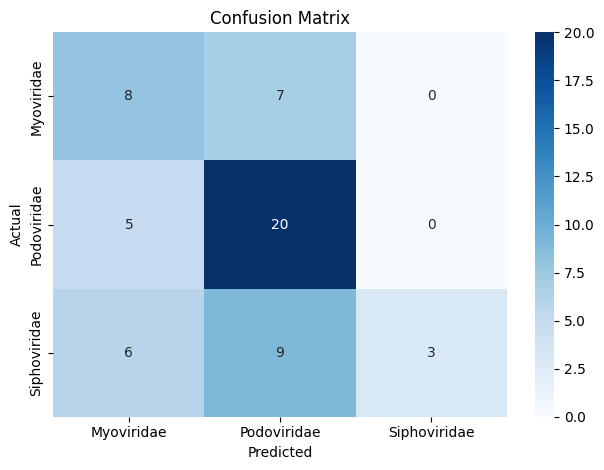 Confusion Matrix
Actual
Myoviridae
8 7 0
Podoviridae
5 20 0
Siphoviridae
6 9 3
Myoviridae Podoviridae Siphoviridae
Predicted
20.0
17.5
15.0
12.5
10.0
7.5
5.0
2.5
0.0